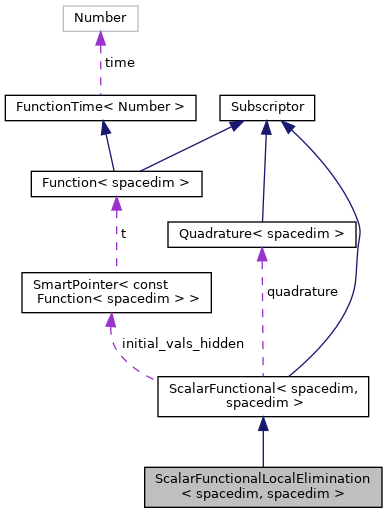 Number
time
FunctionTime< Number >
Subscriptor
Function< spacedim >
t
Quadrature< spacedim >
SmartPointer< const
Function< spacedim > >
quadrature
initial_vals_hidden
ScalarFunctional< spacedim,
spacedim >
ScalarFunctionalLocalElimination
< spacedim, spacedim >